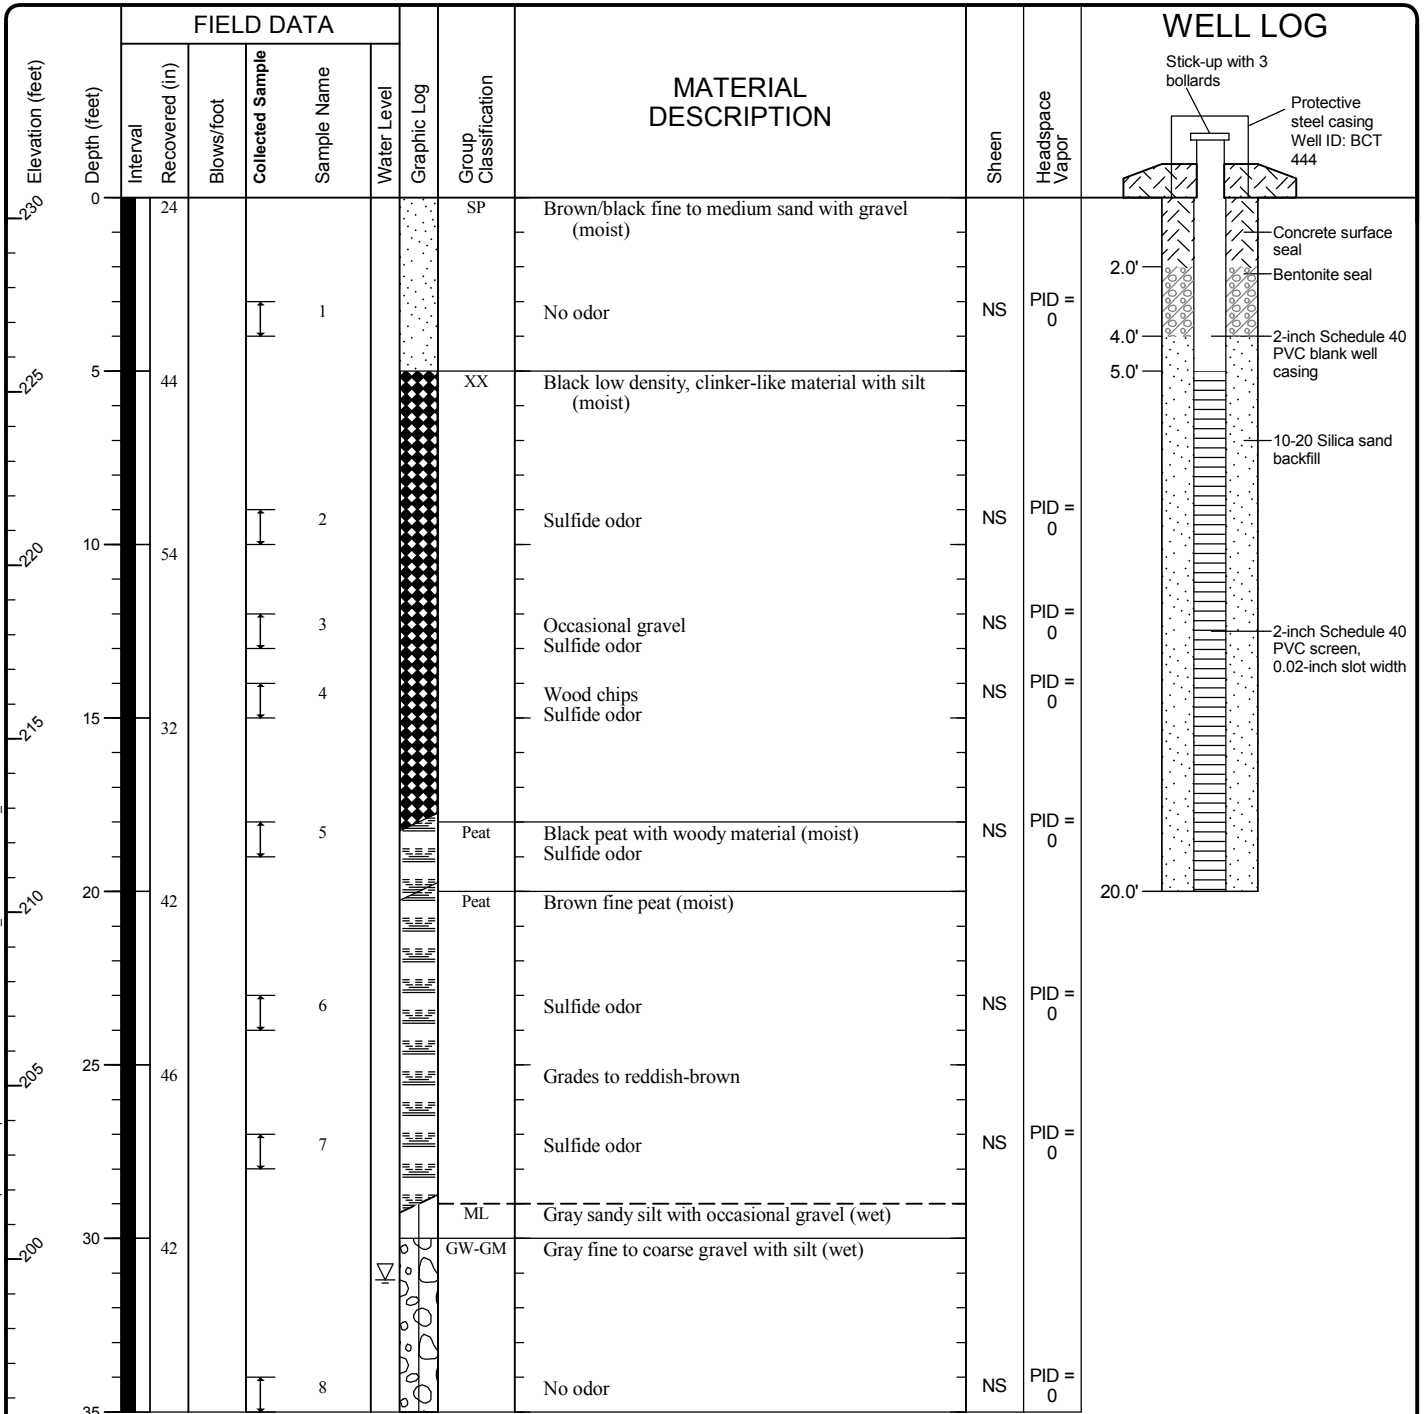 FIELD DATA
WELL LOG
Elevation (feet)
Depth (feet)
Interval
Recovered (in)
Blows/foot
Collected Sample
Sample Name
Water Level
Graphic Log
Group
Classification
MATERIAL
DESCRIPTION
Sheen
Headspace
Vapor
Stick-up with 3
bollards
Protective
steel casing
Well ID: BCT
444
0
230
24
SP
Brown/black fine to medium sand with gravel
(moist)
Concrete surface
seal
2.0'
Bentonite seal
1
No odor
NS
PID =
0
4.0'
2-inch Schedule 40
PVC blank well
casing
5
225
44
XX
Black low density, clinker-like material with silt
(moist)
5.0'
10-20 Silica sand
backfill
2
Sulfide odor
NS
PID =
0
10
220
54
3
Occasional gravel
Sulfide odor
NS
PID =
0
2-inch Schedule 40
PVC screen,
0.02-inch slot width
4
Wood chips
Sulfide odor
NS
PID =
0
15
215
32
5
Peat
Black peat with woody material (moist)
Sulfide odor
NS
PID =
0
20
210
42
Peat
Brown fine peat (moist)
20.0'
6
Sulfide odor
NS
PID =
0
25
205
46
Grades to reddish-brown
7
Sulfide odor
NS
PID =
0
ML
Gray sandy silt with occasional gravel (wet)
30
200
42
GW-GM
Gray fine to coarse gravel with silt (wet)
8
No odor
NS
PID =
0
35